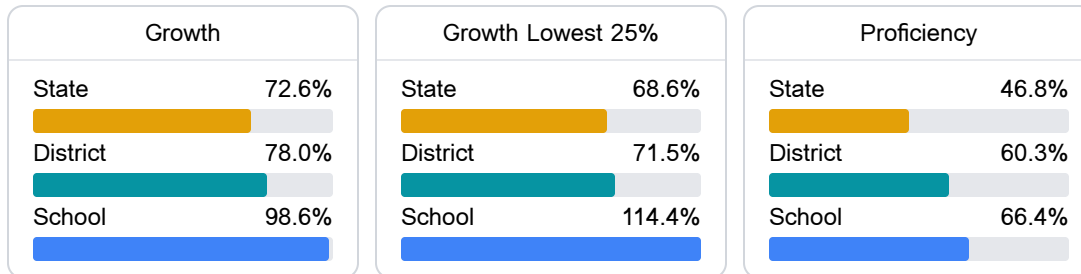 Growth
State 72.6%
District 78.0%
School 98.6%
Growth Lowest 25%
State 68.6%
District 71.5%
School 114.4%
Proficiency
State 46.8%
District 60.3%
School 66.4%